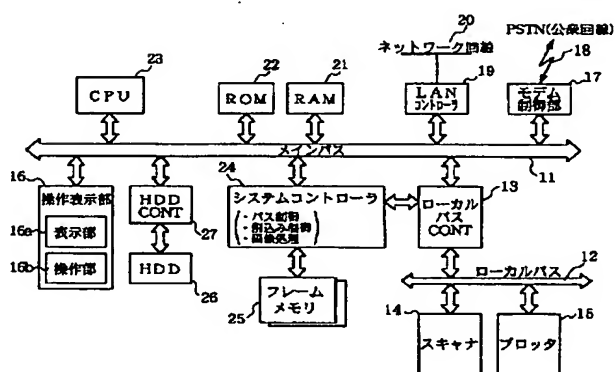 20
ネットワーク回線
PSTN(公衆回線)
18
23
22
21
19
17
CPU
ROM
RAM
LAN
コントローラ
モデム
制御部
メインバス
11
16
24
13
操作表示部
16a
表示部
16b
操作部
HDD
CONT
27
HDD
26
システムコントローラ
・バス制御
・割込み制御
・画像処理
ローカル
バス
CONT
フレーム
メモリ
25
ローカルバス
12
14
15
スキャナ
プロッタ